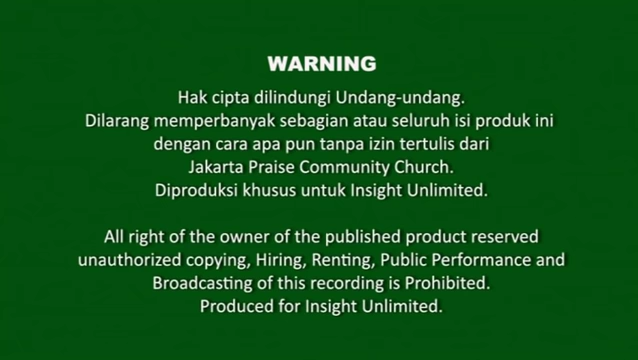 WARNING
Hak cipta dilindungi Undang-undang.
Dilarang memperbanyak sebagian atau seluruh isi produk ini
dengan cara apa pun tanpa izin tertulis dari
Jakarta Praise Community Church.
Diproduksi khusus untuk Insight Unlimited.
All right of the owner of the published product reserved
unauthorized copying, Hiring, Renting, Public Performance and
Broadcasting of this recording is Prohibited.
Produced for Insight Unlimited.